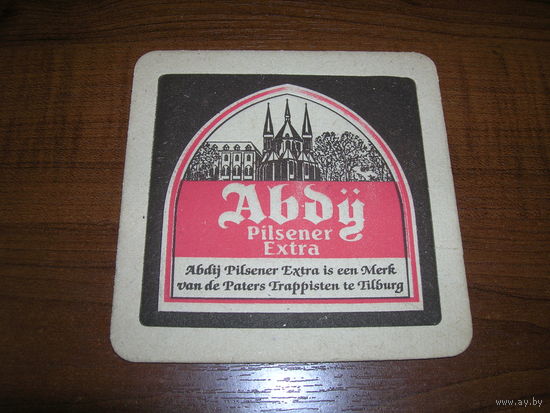 Abdij
Pilsener
Extra
Abdij Pilsener Extra is een Merk
van de Paters Trappisten te Tilburg
www.ay.by